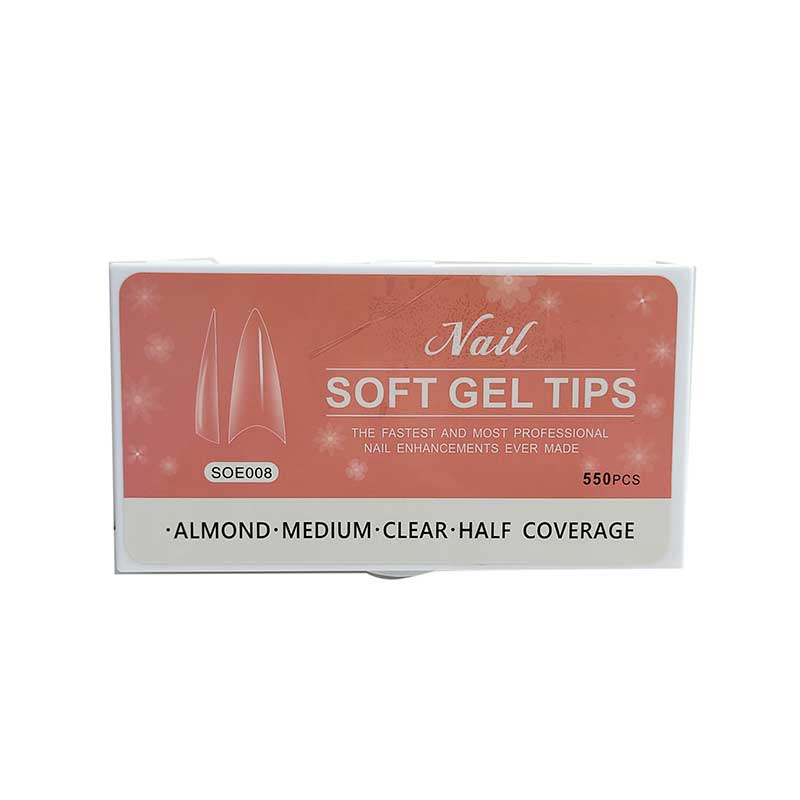 Nail
SOFT GEL TIPS
THE FASTEST AND MOST PROFESSIONAL
NAIL ENHANCEMENTS EVER MADE
SOE008
550PCS
·ALMOND·MEDIUM·CLEAR·HALF COVERAGE